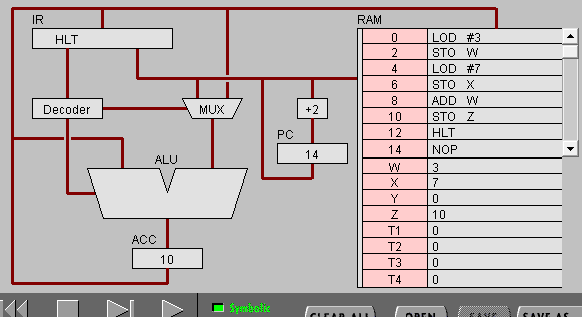 IR RAM
HLT
0 LOD #3
2 STO W
4 LOD #7
6 STO X
8 ADD W
10 STO Z
12 HLT
14 NOP
Decoder MUX +2
PC
14
ALU
W 3
X 7
Y 0
Z 10
T1 0
T2 0
T3 0
T4 0
ACC
10
Symbolic
CLEAR ALL OPEN SAVE SAVE AS